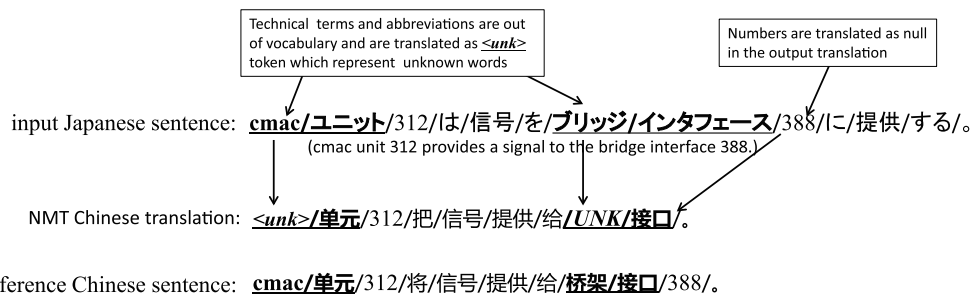 Technical terms and abbreviations are out
of vocabulary and are translated as <unk>
token which represent unknown words
Numbers are translated as null
in the output translation
input Japanese sentence: cmac/ユニット/312/は/信号/を/ブリッジ/インタフェース/388/に/提供/する/。
(cmac unit 312 provides a signal to the bridge interface 388.)
NMT Chinese translation: <unk>/单元/312/把/信号/提供/给/UNK/接口/。
ference Chinese sentence: cmac/单元/312/将/信号/提供/给/桥架/接口/388/。